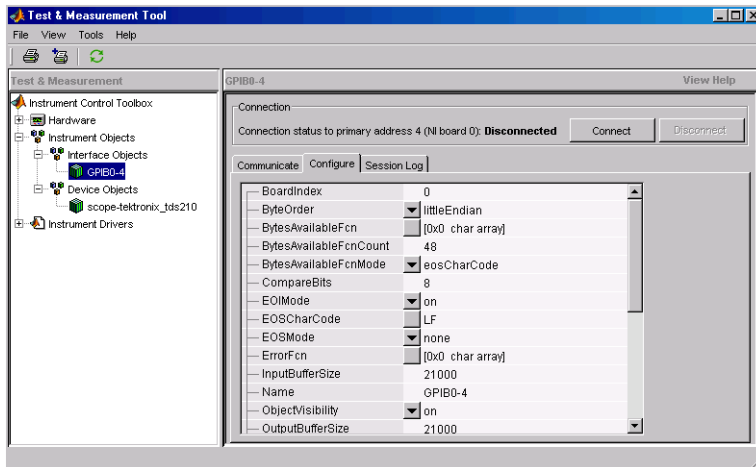 Test & Measurement Tool
File View Tools Help
Test & Measurement
Instrument Control Toolbox
Hardware
Instrument Objects
Interface Objects
GPIB0-4
Device Objects
scope-tektronix_tds210
Instrument Drivers
GPIB0-4 View Help
Connection
Connection status to primary address 4 (NI board 0): Disconnected Connect Disconnect
Communicate Configure Session Log
BoardIndex 0
ByteOrder littleEndian
BytesAvailableFcn [0x0 char array]
BytesAvailableFcnCount 48
BytesAvailableFcnMode eosCharCode
CompareBits 8
EOIMode on
EOSCharCode LF
EOSMode none
ErrorFcn [0x0 char array]
InputBufferSize 21000
Name GPIB0-4
ObjectVisibility on
OutputBufferSize 21000